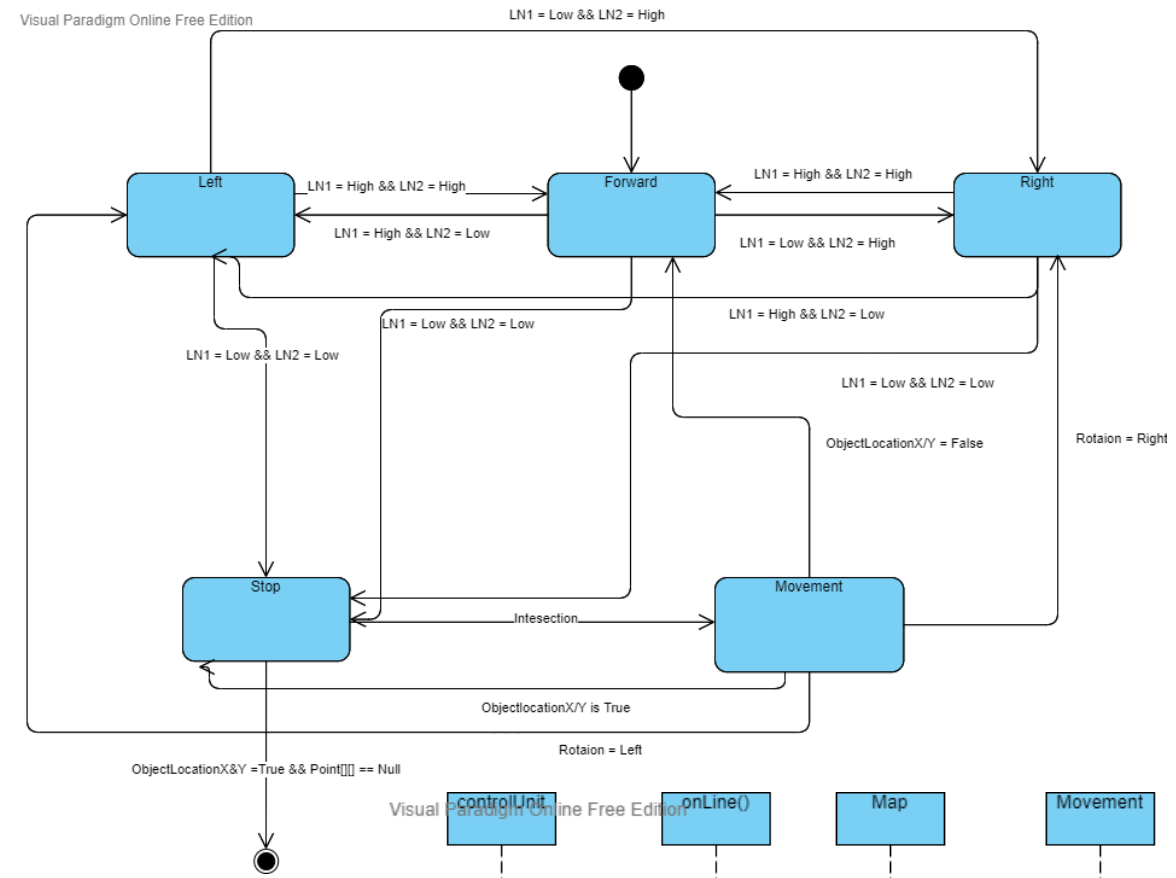 Visual Paradigm Online Free Edition
LN1 = Low && LN2 = High
Left
Forward
Right
LN1 = High && LN2 = High
LN1 = High && LN2 = High
LN1 = High && LN2 = Low
LN1 = Low && LN2 = High
LN1 = High && LN2 = Low
LN1 = Low && LN2 = Low
LN1 = Low && LN2 = Low
LN1 = Low && LN2 = Low
ObjectLocationX/Y = False
Rotaion = Right
Stop
Movement
Intesection
ObjectlocationX/Y is True
Rotaion = Left
ObjectLocationX&Y =True && Point[][] == Null
controlUnit
onLine()
Map
Movement
Visual Paradigm Online Free Edition